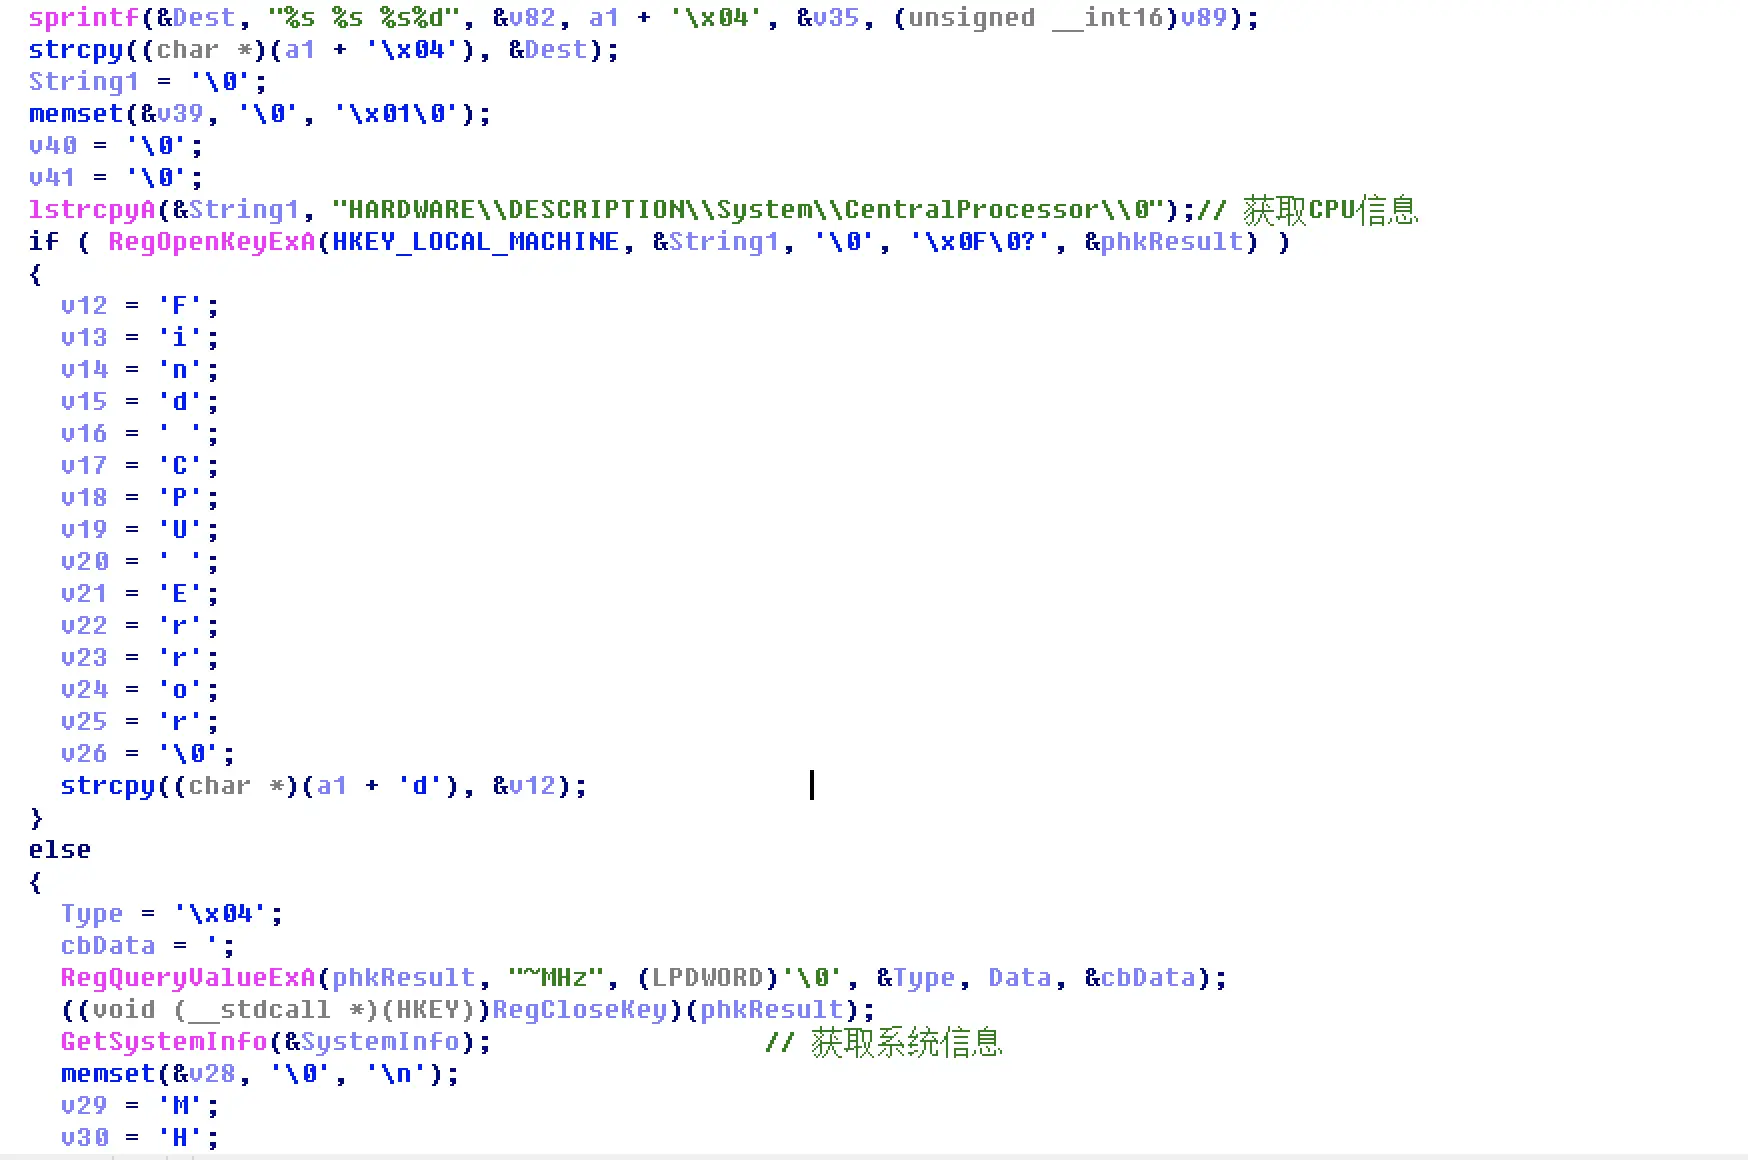 sprintf(&Dest, "%s %s %s%d", &v82, a1 + '\x04', &v35, (unsigned __int16)v89);
strcpy((char *)(a1 + '\x04'), &Dest);
String1 = '\0';
memset(&v39, '\0', '\x01\0');
v40 = '\0';
v41 = '\0';
lstrcpyA(&String1, "HARDWARE\\DESCRIPTION\\System\\CentralProcessor\\0");// 获取CPU信息
if ( RegOpenKeyExA(HKEY_LOCAL_MACHINE, &String1, '\0', '\x0F\0?', &phkResult) )
{
v12 = 'F';
v13 = 'i';
v14 = 'n';
v15 = 'd';
v16 = ' ';
v17 = 'C';
v18 = 'P';
v19 = 'U';
v20 = ' ';
v21 = 'E';
v22 = 'r';
v23 = 'r';
v24 = 'o';
v25 = 'r';
v26 = '\0';
strcpy((char *)(a1 + 'd'), &v12);
}
else
{
Type = '\x04';
cbData = ';
RegQueryValueExA(phkResult, "~MHz", (LPDWORD)'\0', &Type, Data, &cbData);
((void (__stdcall *)(HKEY))RegCloseKey)(phkResult);
GetSystemInfo(&SystemInfo); // 获取系统信息
memset(&v28, '\0', '\n');
v29 = 'M';
v30 = 'H';